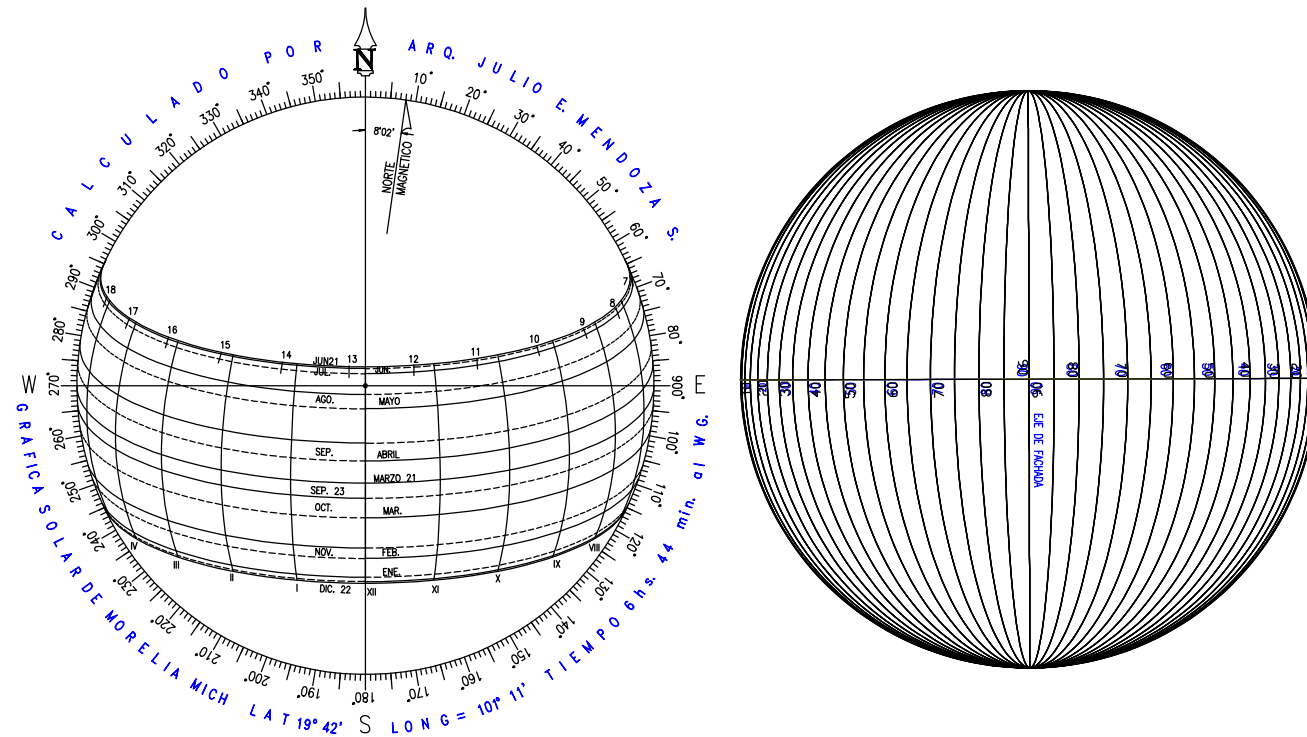 CALCULADO POR ARQ. JULIO E. MENDOZA S.
N
350° 10°
340° 20°
330° 30°
320° 40°
310° 50°
300° 60°
290° 70°
280° 80°
W 270° 90° E
260° 100°
250° 110°
240° 120°
230° 130°
220° 140°
210° 150°
200° 160°
190° 170°
180°
S
8°02'
NORTE
MAGNETICO
18 17 16 15 14 13 12 11 10 9 8 7
JUN21
JUL. JUN.
AGO. MAYO
SEP. ABRIL
MARZO 21
SEP. 23
OCT. MAR.
NOV. FEB.
ENE.
DIC. 22
IV III II I XII XI X IX VIII
GRAFICA SOLAR DE MORELIA MICH LAT 19° 42' LONG = 101° 11' TIEMPO 6 hs. 44 min. al W G.
90 80 70 60 50 40 30 20
10 20 30 40 50 60 70 80 90
EJE DE FACHADA